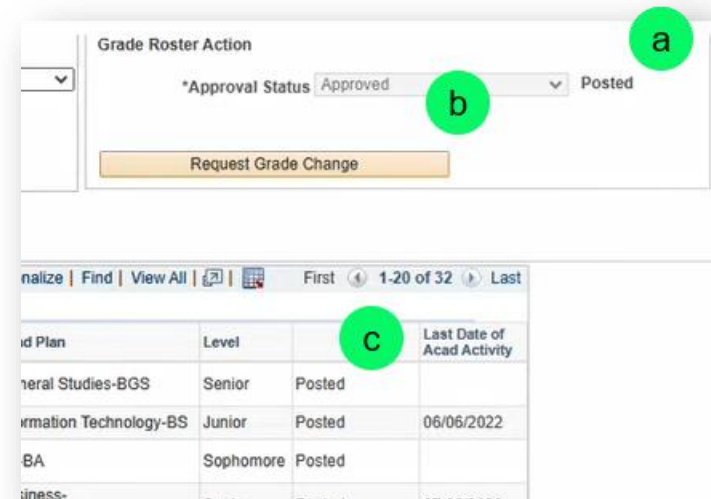 Grade Roster Action
a
*Approval Status Approved Posted
b
Request Grade Change
nalize | Find | View All | | First 1-20 of 32 Last
c
d Plan Level Last Date of
Acad Activity
neral Studies-BGS Senior Posted
rmation Technology-BS Junior Posted 06/06/2022
BA Sophomore Posted
siness-